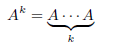 A^k = \underbrace{A \cdots A}_{k}